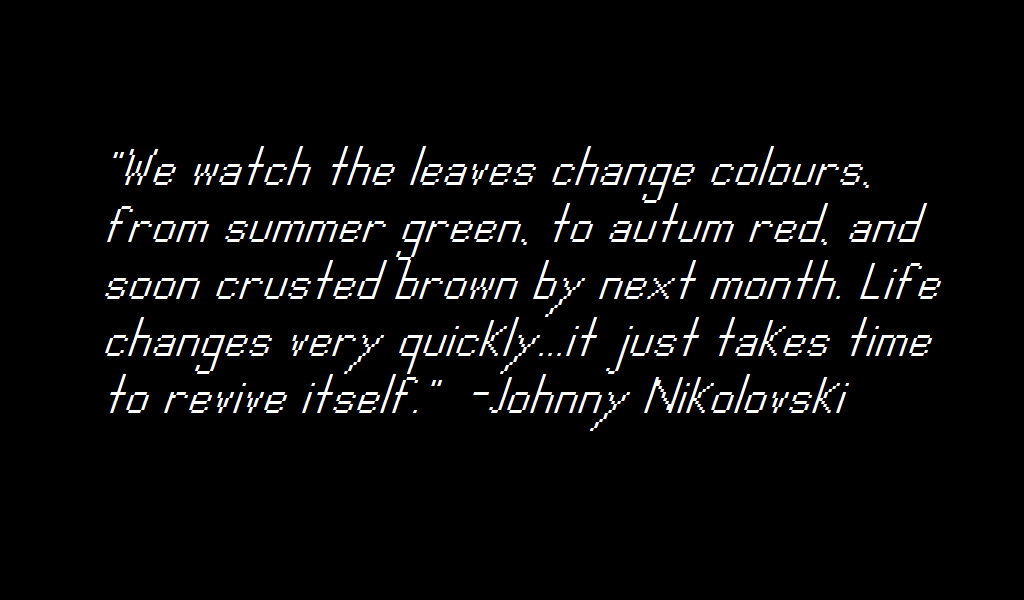 "We watch the leaves change colours,
from summer green, to autum red, and
soon crusted brown by next month. Life
changes very quickly...it just takes time
to revive itself." -Johnny Nikolovski